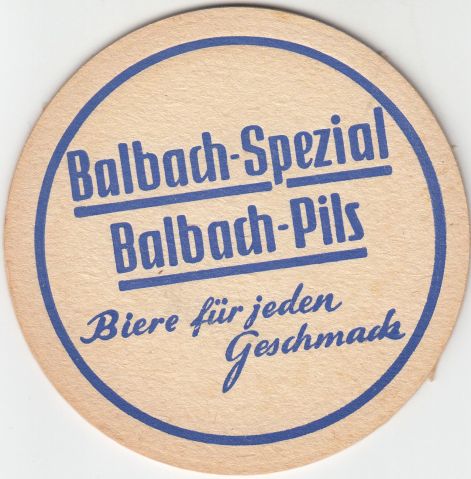 Balbach-Spezial
Balbach-Pils
Biere für jeden
Geschmack